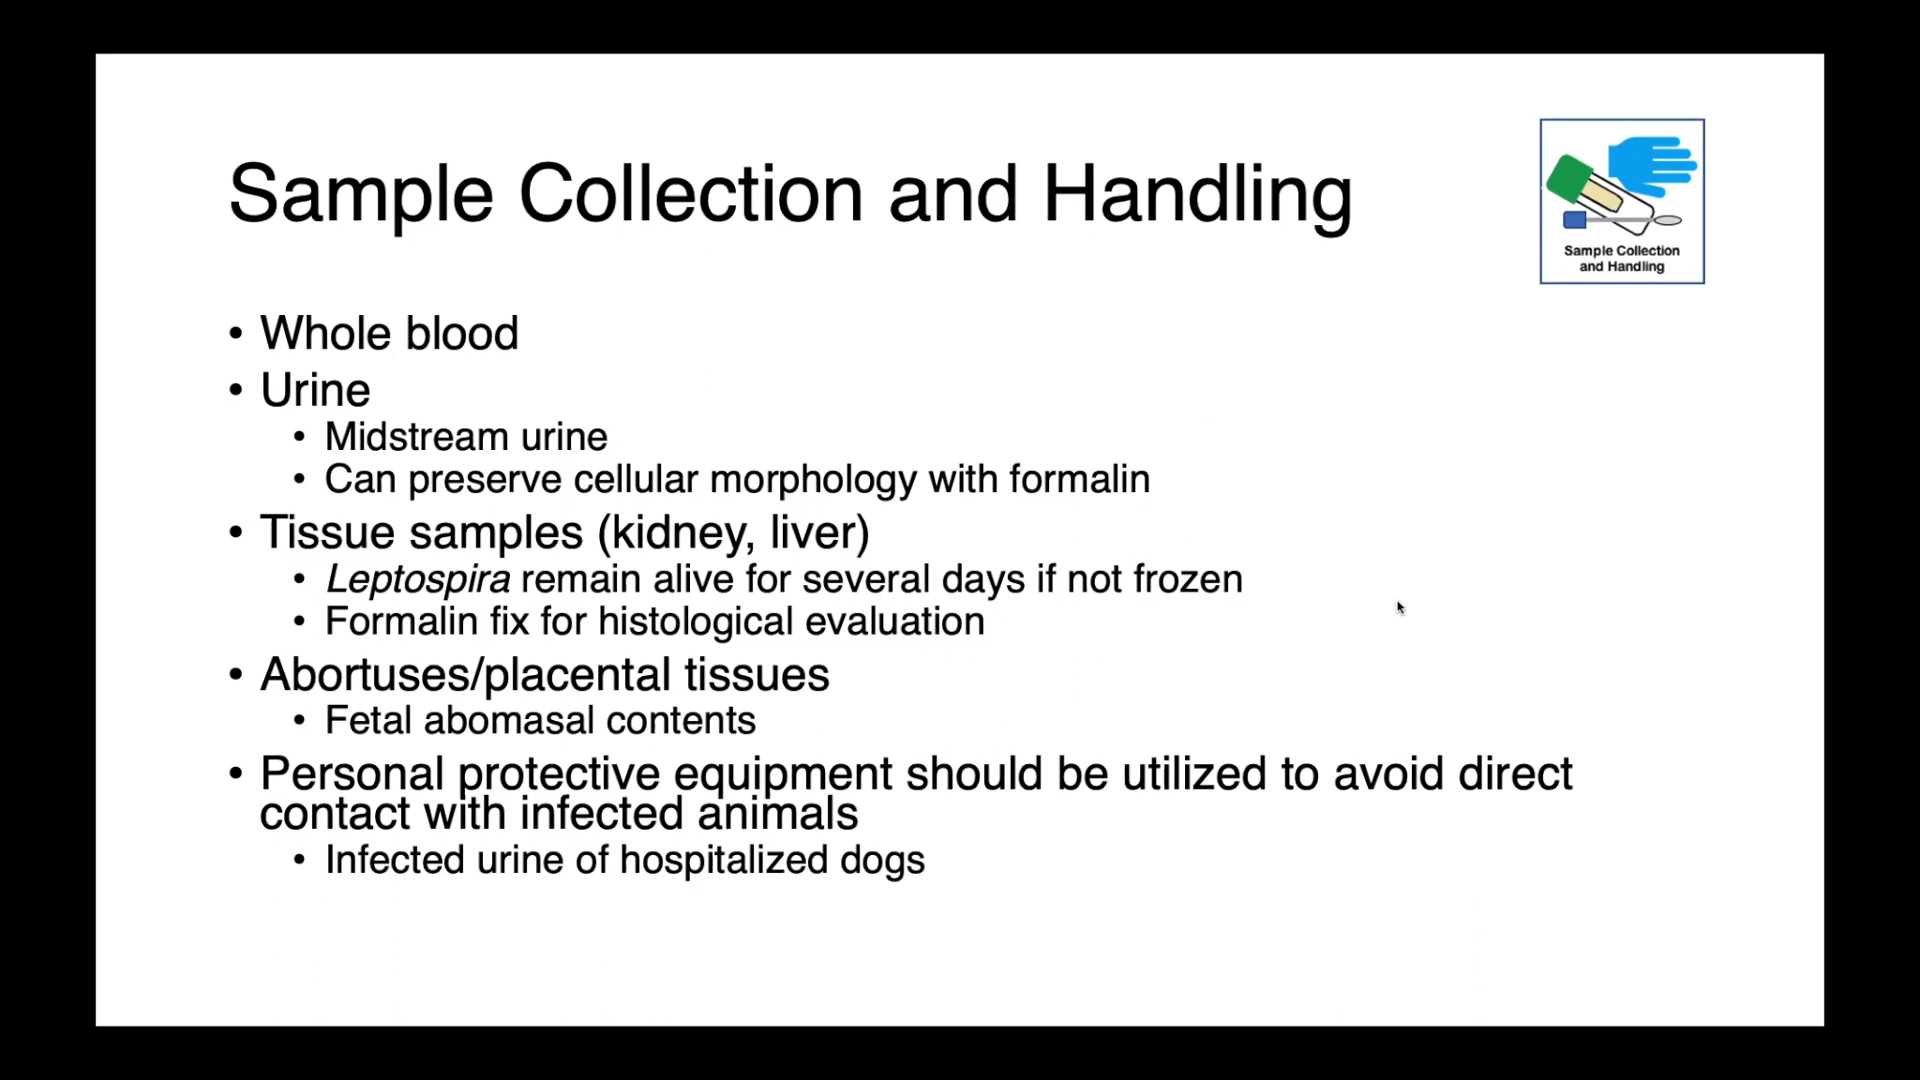 Sample Collection and Handling
Sample Collection
and Handling
• Whole blood
• Urine
• Midstream urine
• Can preserve cellular morphology with formalin
• Tissue samples (kidney, liver)
• Leptospira remain alive for several days if not frozen
• Formalin fix for histological evaluation
• Abortuses/placental tissues
• Fetal abomasal contents
• Personal protective equipment should be utilized to avoid direct
contact with infected animals
• Infected urine of hospitalized dogs